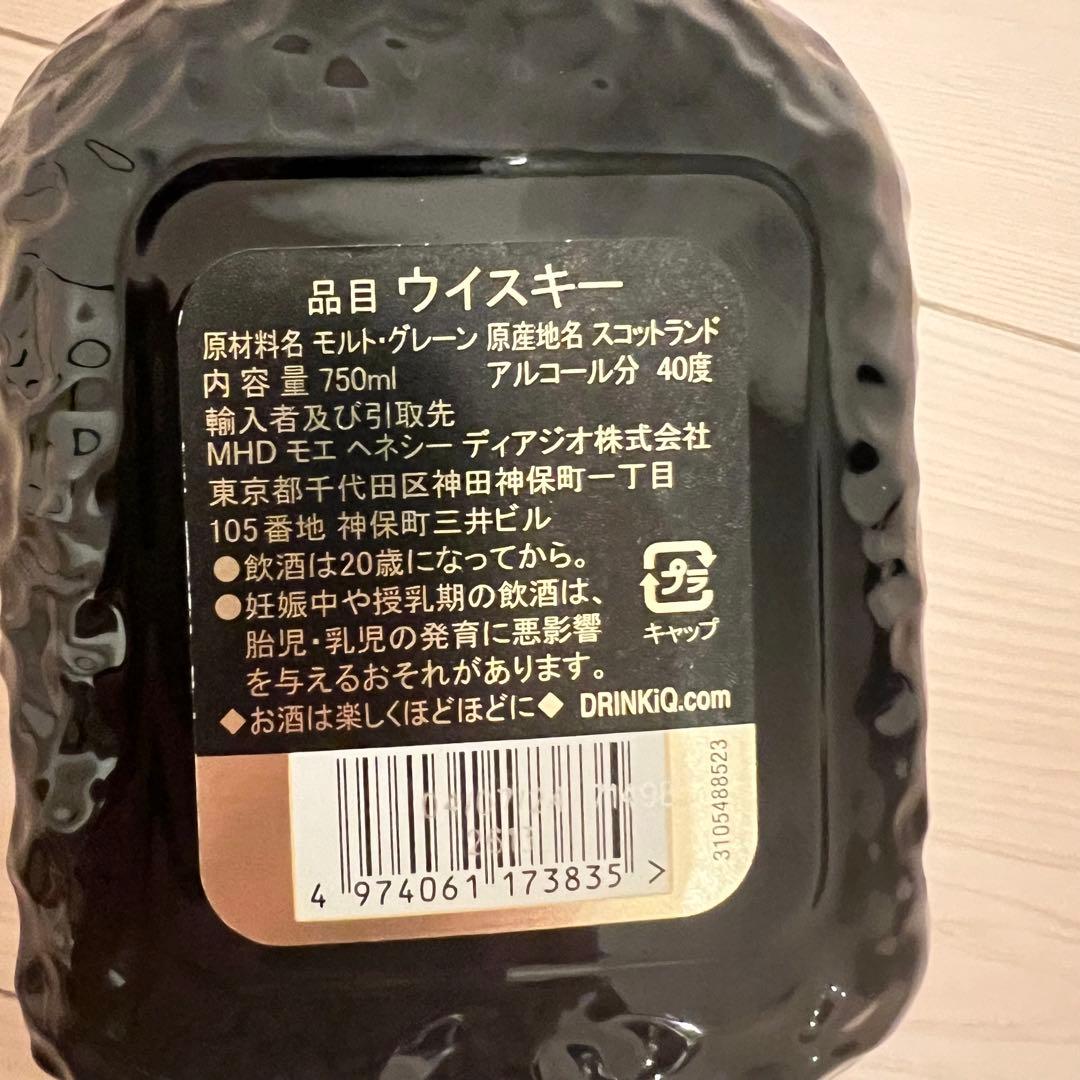 品目 ウイスキー
原材料名 モルト・グレーン 原産地名 スコットランド
内容量 750ml アルコール分 40度
輸入者及び引取先
MHD モエ ヘネシー ディアジオ株式会社
東京都千代田区神田神保町一丁目
105番地 神保町三井ビル
●飲酒は20歳になってから。
●妊娠中や授乳期の飲酒は、
胎児・乳児の発育に悪影響
を与えるおそれがあります。
プラ
キャップ
◆お酒は楽しくほどほどに◆ DRINKiQ.com
3105488523
4 974061 173835 >